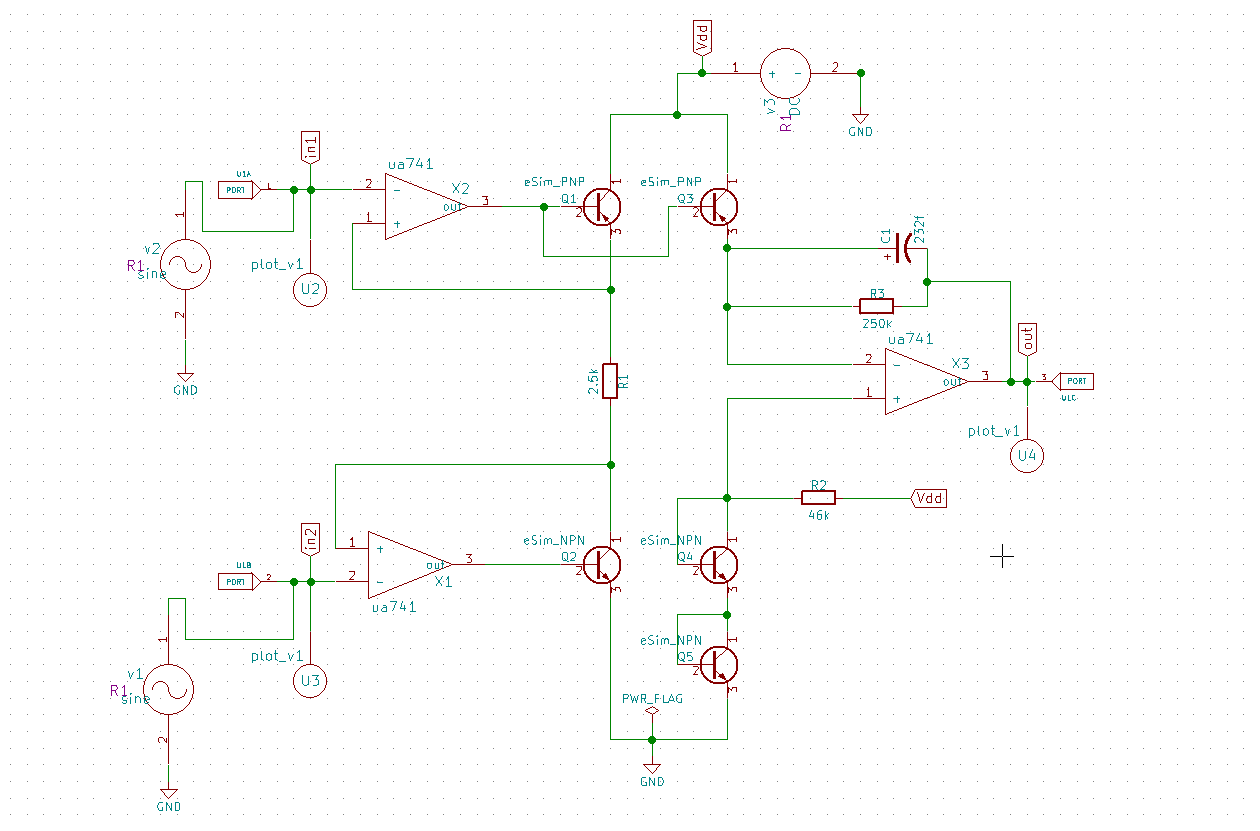 Vdd
1
+
-
2
v3
DC
R1
GND
in1
U1A
PORT
1
2
-
1
+
ua741
X2
out
3
eSim_PNP
Q1
2
1
3
eSim_PNP
Q3
2
1
3
1
v2
R1
sine
2
GND
plot_v1
U2
C1
+
232f
R3
250k
ua741
X3
2
-
1
+
out
3
out
3
PORT
U1C
plot_v1
U4
2.5k
R1
R2
46k
Vdd
in2
U1B
PORT
2
1
+
2
-
out
3
X1
ua741
eSim_NPN
Q2
2
1
3
eSim_NPN
Q4
2
1
3
eSim_NPN
Q5
2
1
3
1
v1
R1
sine
2
GND
plot_v1
U3
PWR_FLAG
GND